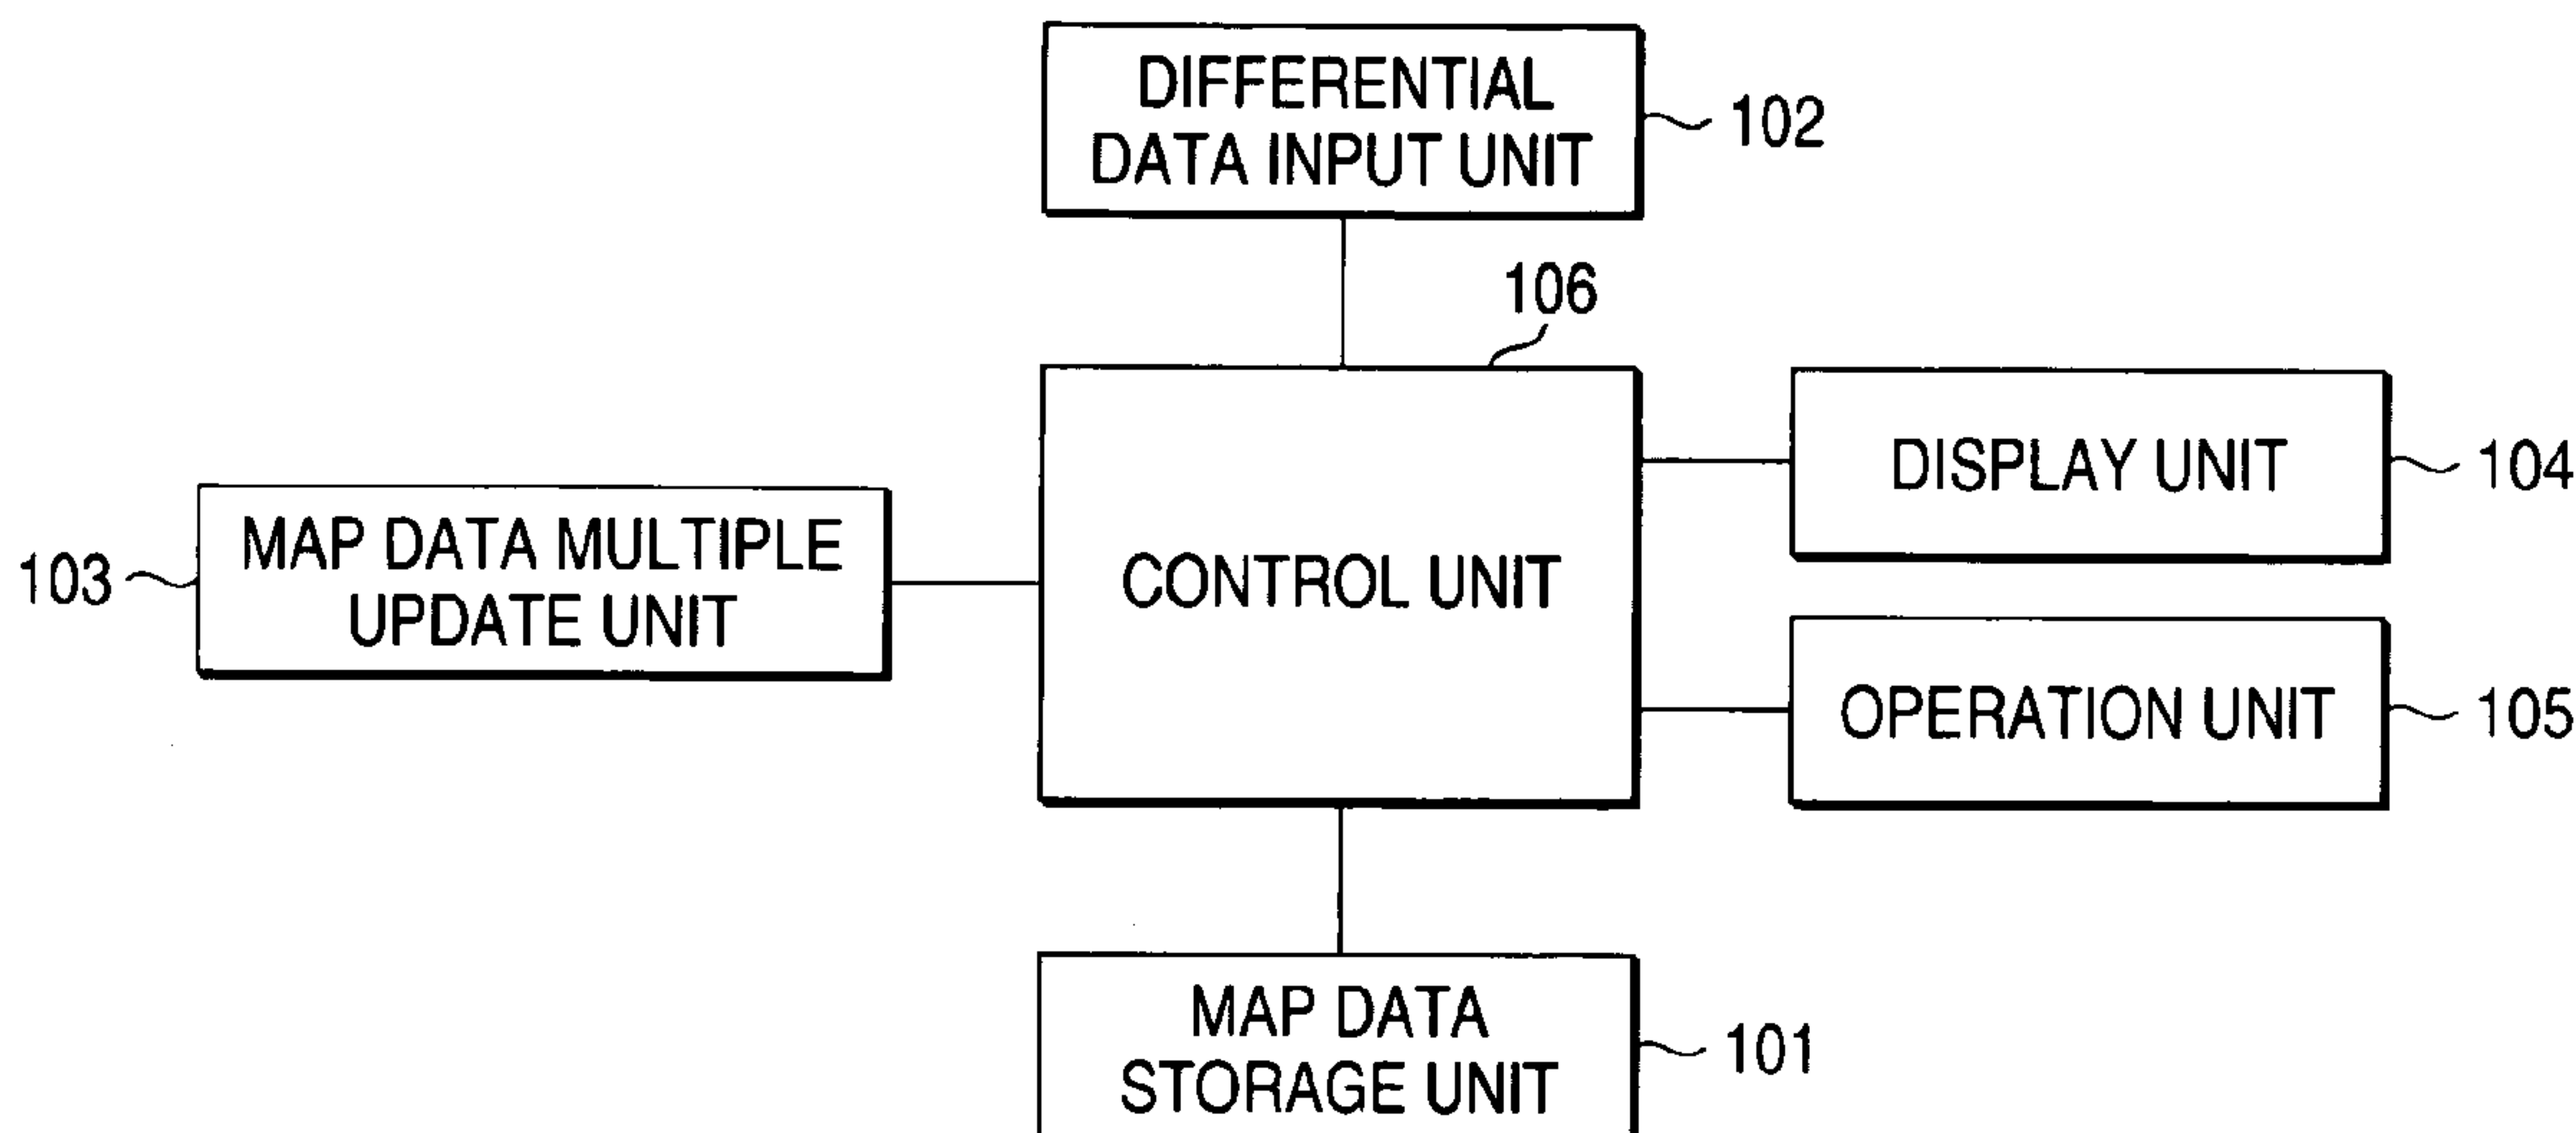 DIFFERENTIAL
DATA INPUT UNIT
102
106
DISPLAY UNIT
104
MAP DATA MULTIPLE
UPDATE UNIT
103
CONTROL UNIT
OPERATION UNIT
105
MAP DATA
STORAGE UNIT
101